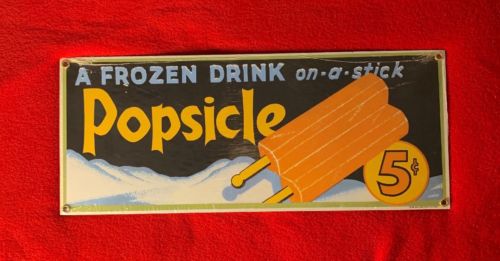 A FROZEN DRINK on-a-stick
Popsicle
5¢